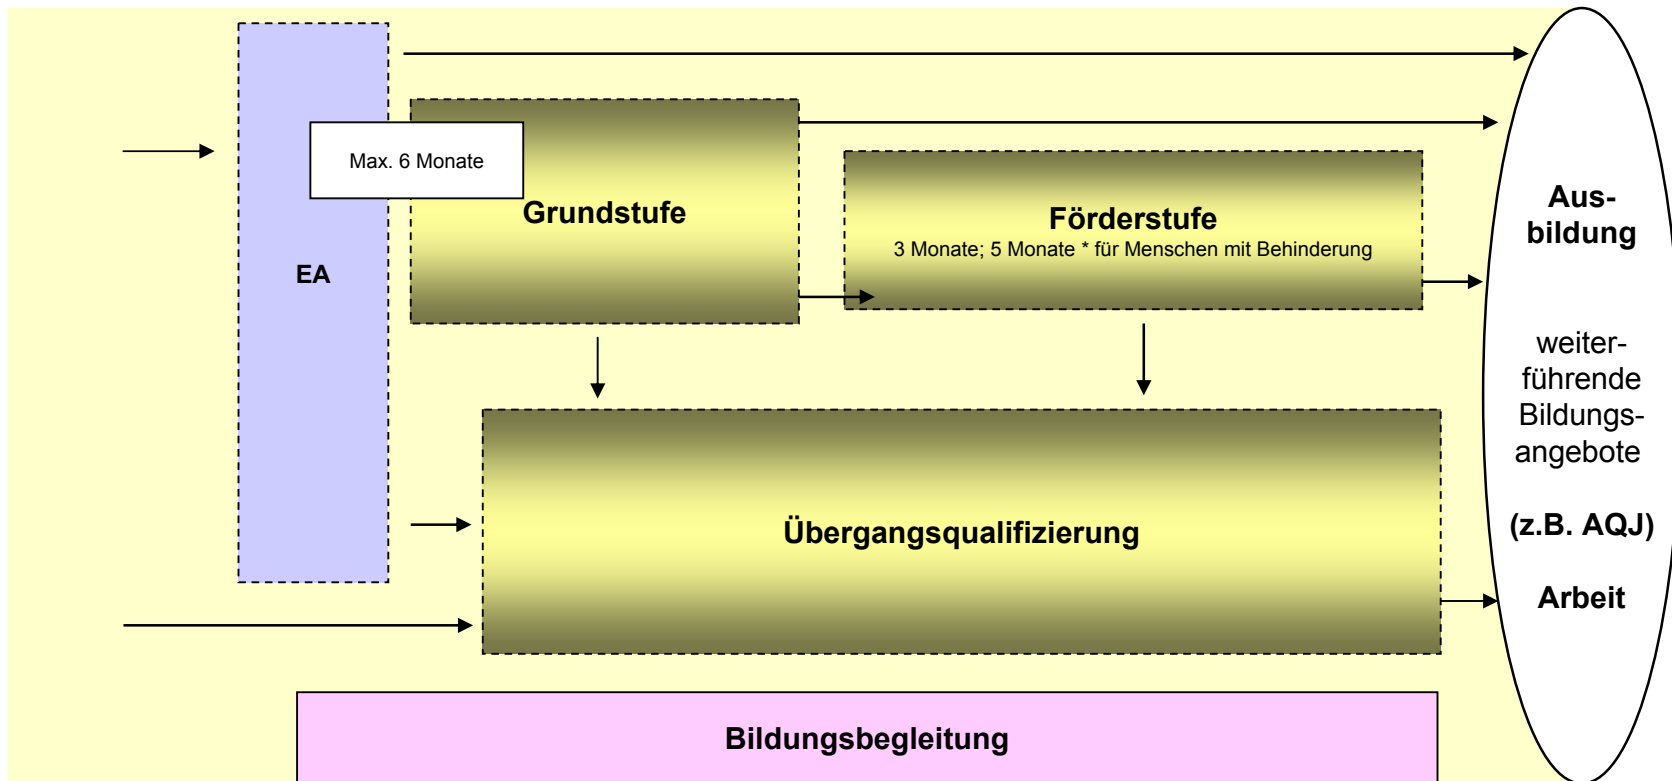 EA
Max. 6 Monate
Grundstufe
Förderstufe
3 Monate; 5 Monate * für Menschen mit Behinderung
Übergangsqualifizierung
Bildungsbegleitung
Aus-
bildung
weiter-
führende
Bildungs-
angebote
(z.B. AQJ)
Arbeit